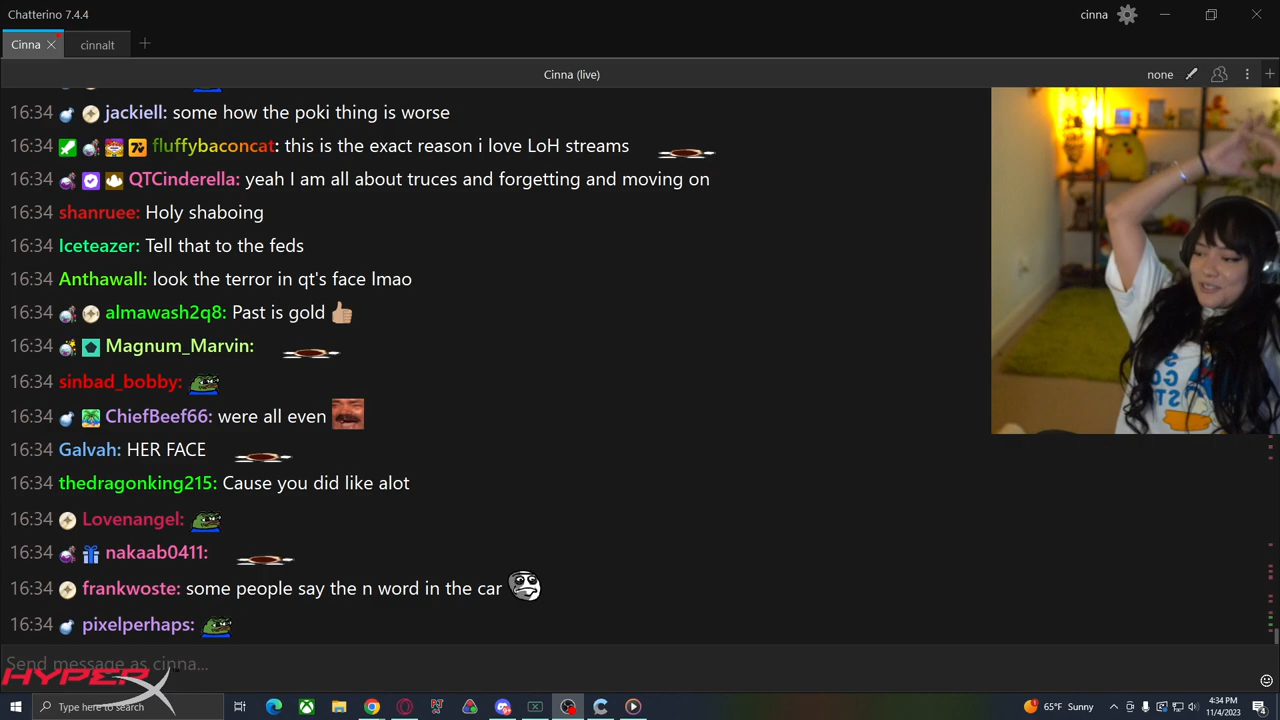 Chatterino 7.4.4
cinna
Cinna
cinnalt
Cinna (live)
none
16:34 jackiell: some how the poki thing is worse
16:34 fluffybaconcat: this is the exact reason i love LoH streams
16:34 QTCinderella: yeah I am all about truces and forgetting and moving on
16:34 shanruee: Holy shaboing
16:34 Iceteazer: Tell that to the feds
16:34 Anthawall: look the terror in qt's face lmao
16:34 almawash2q8: Past is gold
16:34 Magnum_Marvin:
16:34 sinbad_bobby:
16:34 ChiefBeef66: were all even
16:34 Galvah: HER FACE
16:34 thedragonking215: Cause you did like alot
16:34 Lovenangel:
16:34 nakaab0411:
16:34 frankwoste: some people say the n word in the car
16:34 pixelperhaps:
Send message as cinna...
HYPERX
Type here to search
65°F Sunny
4:34 PM
11/4/2023
4